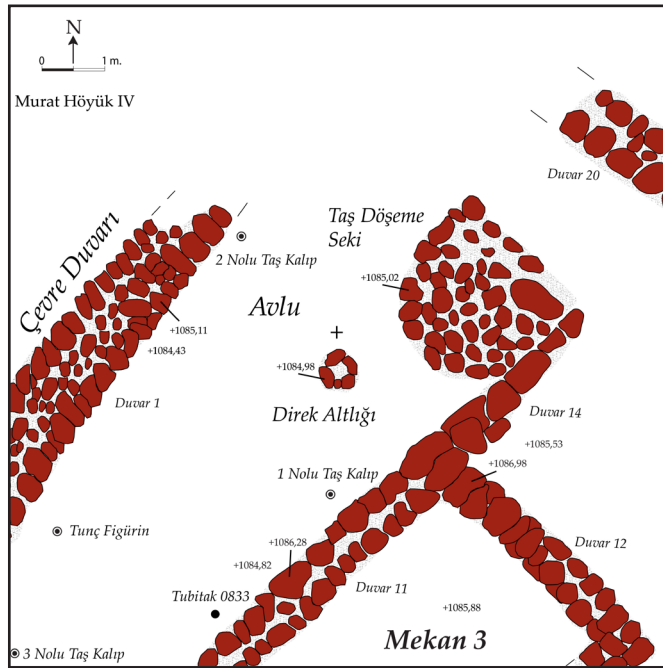 N
0 1 m.
Murat Höyük IV
Duvar 20
Çevre Duvarı
2 Nolu Taş Kalıp
Taş Döşeme
Seki
+1085,02
Avlu
+1085,11
+1084,43
+
+1084,98
Duvar 1
Direk Altlığı
Duvar 14
+1085,53
+1086,98
1 Nolu Taş Kalıp
Tunç Figürin
Duvar 12
+1086,28
+1084,82
Duvar 11
Tubitak 0833
+1085,88
Mekan 3
3 Nolu Taş Kalıp